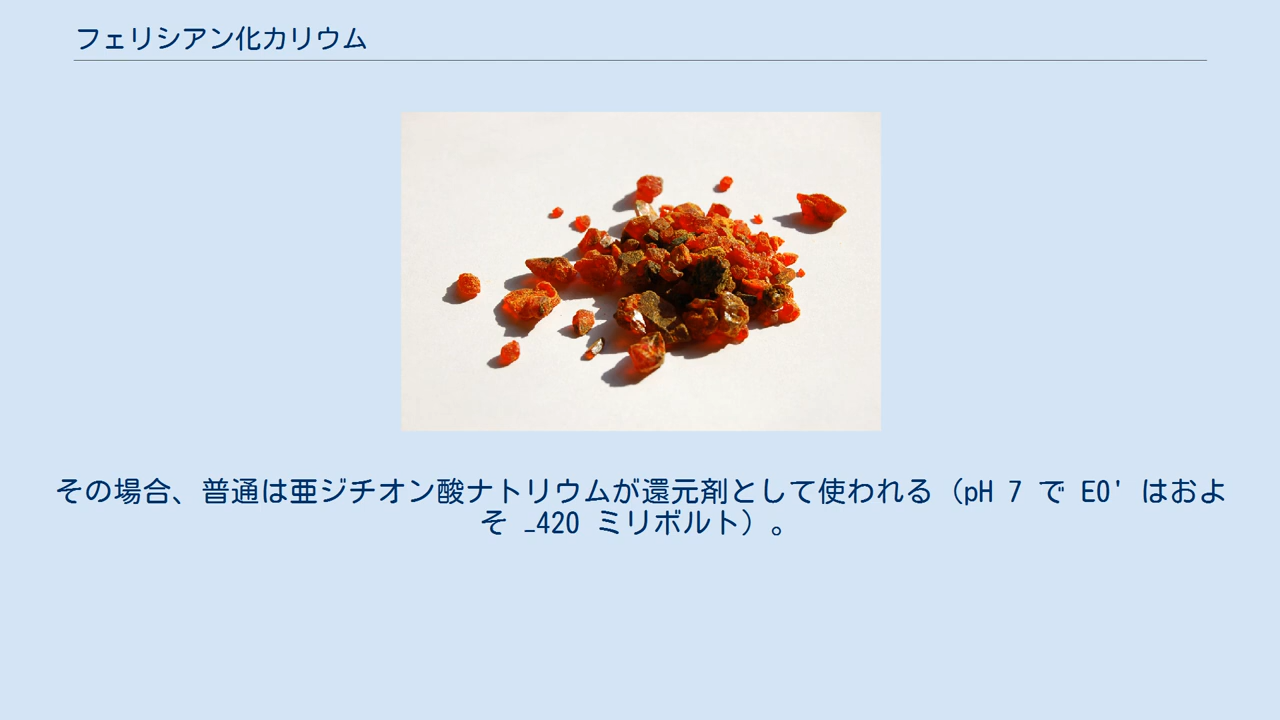 フェリシアン化カリウム
その場合、普通は亜ジチオン酸ナトリウムが還元剤として使われる（pH 7 で E0' はおよ
そ _420 ミリボルト）。